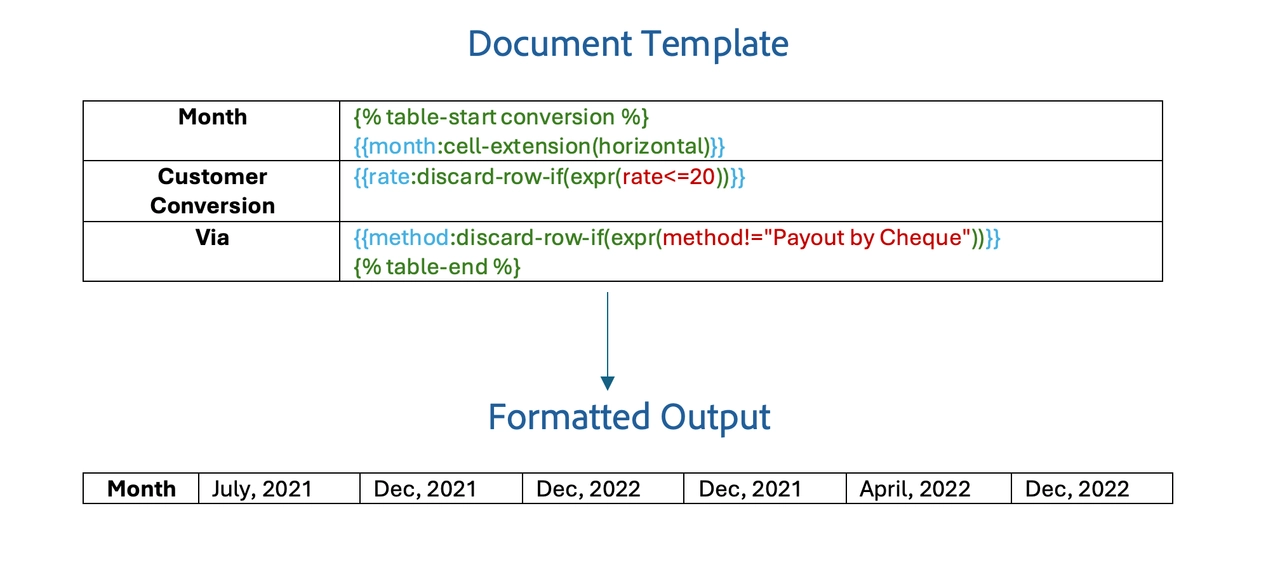 Document Template
Month
{% table-start conversion %}
{{month:cell-extension(horizontal)}}
Customer
Conversion
{{rate:discard-row-if(expr(rate<=20))}}
Via
{{method:discard-row-if(expr(method!="Payout by Cheque"))}}
{% table-end %}
Formatted Output
Month July, 2021 Dec, 2021 Dec, 2022 Dec, 2021 April, 2022 Dec, 2022